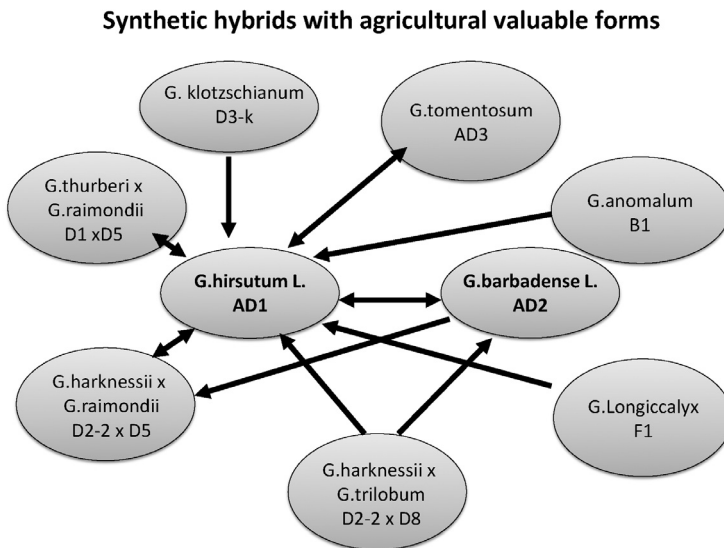 Synthetic hybrids with agricultural valuable forms
G. klotzschianum
D3-k
G.tomentosum
AD3
G.thurberi x
G.raimondii
D1 xD5
G.anomalum
B1
G.hirsutum L.
AD1
G.barbadense L.
AD2
G.harknessii x
G.raimondii
D2-2 x D5
G.Longiccalyx
F1
G.harknessii x
G.trilobum
D2-2 x D8